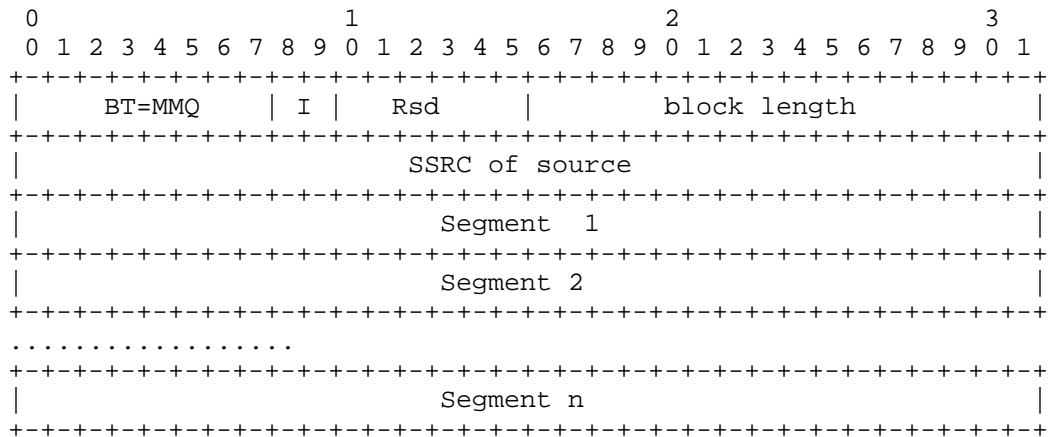 0                   1                   2                   3
 0 1 2 3 4 5 6 7 8 9 0 1 2 3 4 5 6 7 8 9 0 1 2 3 4 5 6 7 8 9 0 1
+-+-+-+-+-+-+-+-+-+-+-+-+-+-+-+-+-+-+-+-+-+-+-+-+-+-+-+-+-+-+-+-+
|     BT=MMQ    | I |   Rsd     |        block length           |
+-+-+-+-+-+-+-+-+-+-+-+-+-+-+-+-+-+-+-+-+-+-+-+-+-+-+-+-+-+-+-+-+
|                        SSRC of source                         |
+-+-+-+-+-+-+-+-+-+-+-+-+-+-+-+-+-+-+-+-+-+-+-+-+-+-+-+-+-+-+-+-+
|                          Segment  1                           |
+-+-+-+-+-+-+-+-+-+-+-+-+-+-+-+-+-+-+-+-+-+-+-+-+-+-+-+-+-+-+-+-+
|                          Segment 2                            |
+-+-+-+-+-+-+-+-+-+-+-+-+-+-+-+-+-+-+-+-+-+-+-+-+-+-+-+-+-+-+-+-+
..................
+-+-+-+-+-+-+-+-+-+-+-+-+-+-+-+-+-+-+-+-+-+-+-+-+-+-+-+-+-+-+-+-+
|                          Segment n                            |
+-+-+-+-+-+-+-+-+-+-+-+-+-+-+-+-+-+-+-+-+-+-+-+-+-+-+-+-+-+-+-+-+